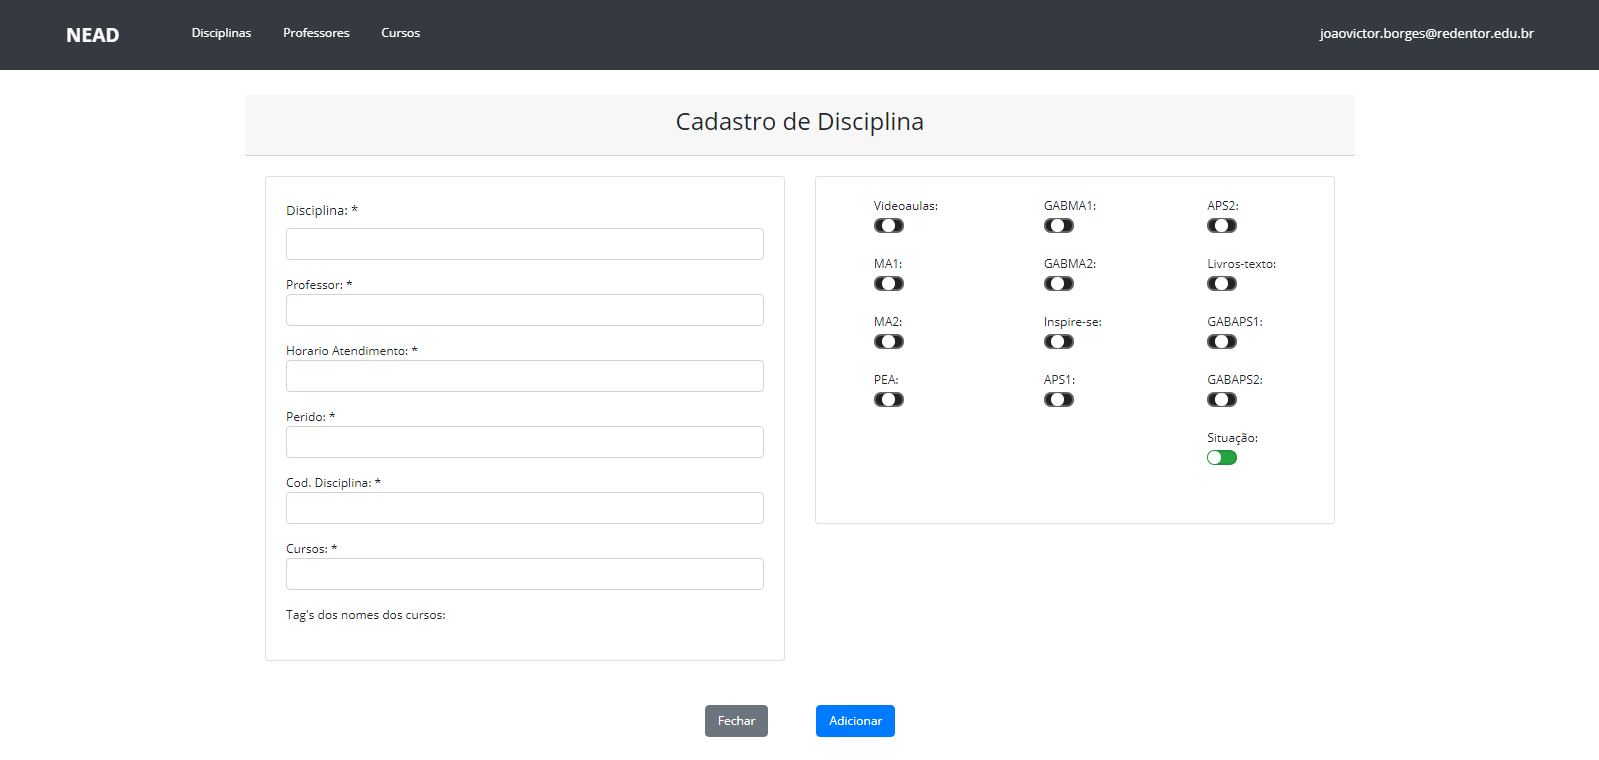 NEAD
Disciplinas
Professores
Cursos
joaovictor.borges@redentor.edu.br
Cadastro de Disciplina
Disciplina: *
Professor: *
Horario Atendimento: *
Perido: *
Cod. Disciplina: *
Cursos: *
Tag's dos nomes dos cursos:
Videoaulas:
GABMA1:
APS2:
MA1:
GABMA2:
Livros-texto:
MA2:
Inspire-se:
GABAPS1:
PEA:
APS1:
GABAPS2:
Situação:
Fechar
Adicionar